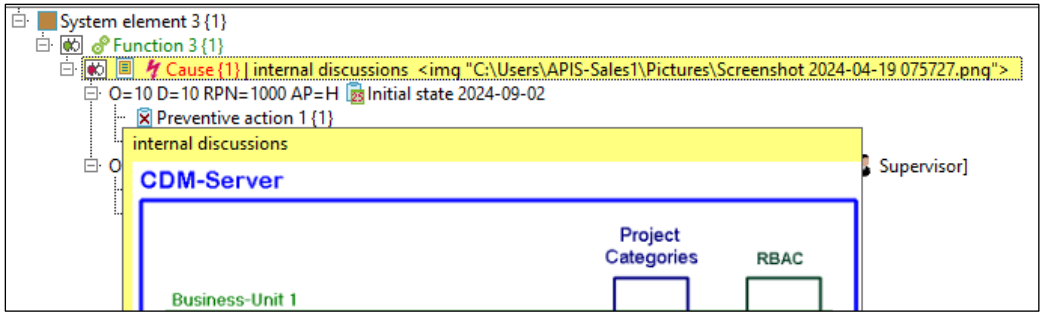 System element 3 {1}
Function 3 {1}
Cause {1} | internal discussions <img "C:\Users\APIS-Sales1\Pictures\Screenshot 2024-04-19 075727.png">
O=10 D=10 RPN=1000 AP=H 25 Initial state 2024-09-02
Preventive action 1 {1}
internal discussions
O
Supervisor]
CDM-Server
Project
Categories
RBAC
Business-Unit 1